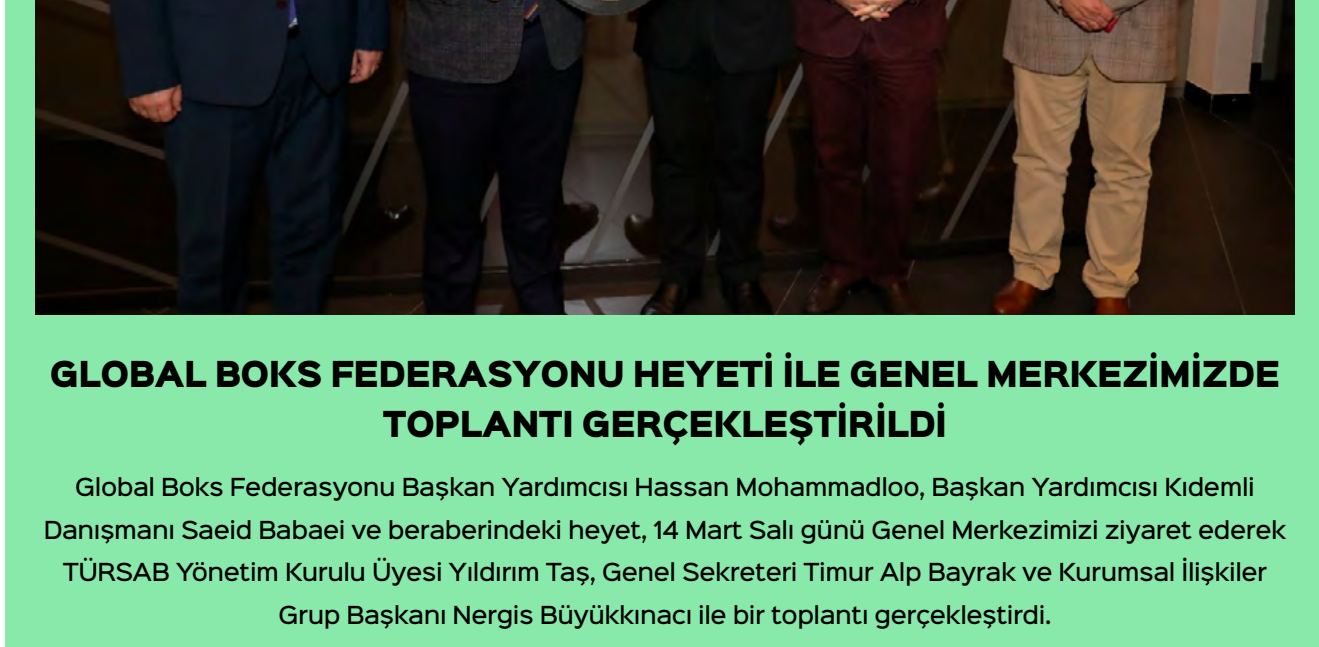 GLOBAL BOKS FEDERASYONU HEYETİ İLE GENEL MERKEZİMİZDE
TOPLANTI GERÇEKLEŞTİRİLDİ
Global Boks Federasyonu Başkan Yardımcısı Hassan Mohammadloo, Başkan Yardımcısı Kıdemli
Danışmanı Saeid Babaei ve beraberindeki heyet, 14 Mart Salı günü Genel Merkezimizi ziyaret ederek
TÜRSAB Yönetim Kurulu Üyesi Yıldırım Taş, Genel Sekreteri Timur Alp Bayrak ve Kurumsal İlişkiler
Grup Başkanı Nergis Büyükkınacı ile bir toplantı gerçekleştirdi.